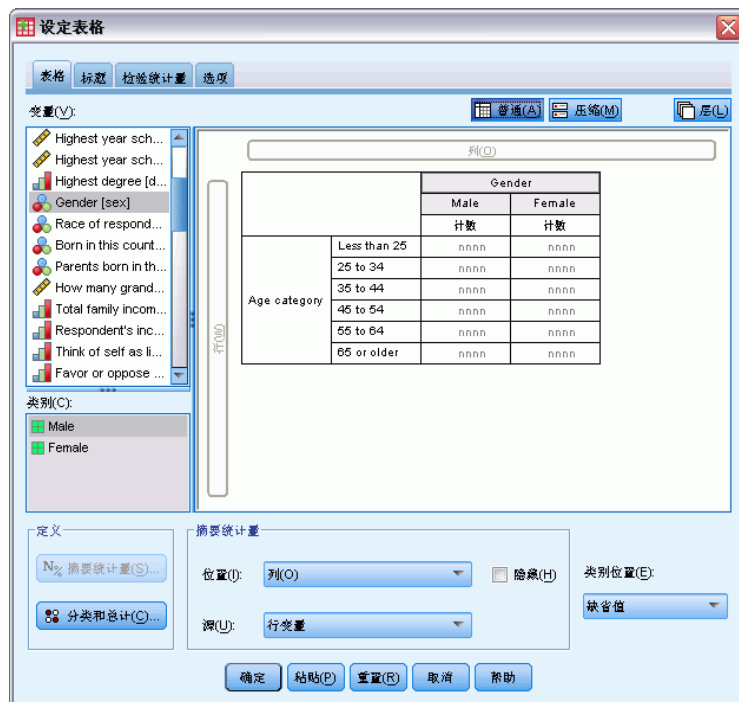 设定表格
表格 标题 检验统计量 选项
变量(V):
普通(A) 压缩(M) 层(L)
Highest year sch...
Highest year sch...
Highest degree [d...
Gender [sex]
Race of respond...
Born in this count...
Parents born in th...
How many grand...
Total family incom...
Respondent's inc...
Think of self as li...
Favor or oppose ...
类别(C):
Male
Female
列(O)
行(W)
Gender
Male Female
计数 计数
Age category
Less than 25 nnnn nnnn
25 to 34 nnnn nnnn
35 to 44 nnnn nnnn
45 to 54 nnnn nnnn
55 to 64 nnnn nnnn
65 or older nnnn nnnn
定义
N% 摘要统计量(S)...
分类和总计(C)...
摘要统计量
位置(I): 列(O) 隐藏(H)
源(U): 行变量
类别位置(E):
缺省值
确定 粘贴(P) 重置(R) 取消 帮助